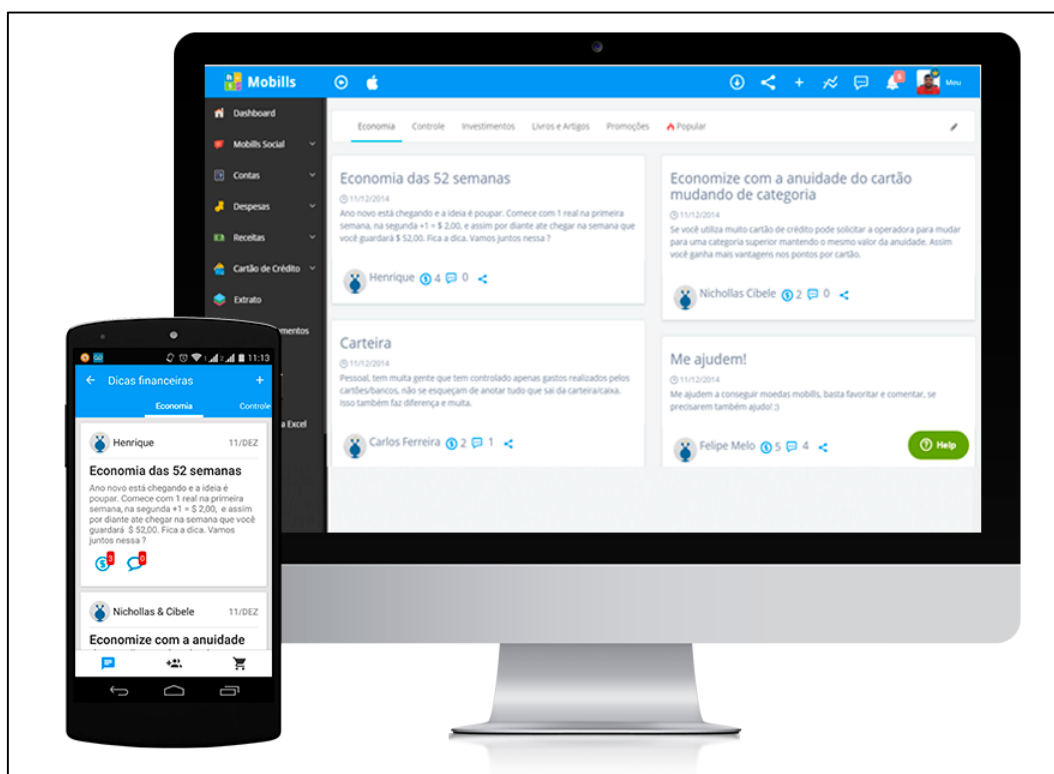 Mobills
5
Meu
Dashboard
Mobills Social
Contas
Despesas
Receitas
Cartão de Crédito
Extrato
mentos
a Excel
Economia Controle Investimentos Livros e Artigos Promoções Popular
Economia das 52 semanas
11/12/2014
Ano novo está chegando e a ideia é poupar. Comece com 1 real na primeira
semana, na segunda +1 = $ 2,00, e assim por diante ate chegar na semana que
você guardará $ 52,00. Fica a dica. Vamos juntos nessa ?
Henrique 4 0
Economize com a anuidade do cartão
mudando de categoria
11/12/2014
Se você utiliza muito cartão de crédito pode solicitar a operadora para mudar
para uma categoria superior mantendo o mesmo valor da anuidade. Assim
você ganha mais vantagens nos pontos por cartão.
Nichollas Cibele 2 0
Carteira
11/12/2014
Pessoal, tem muita gente que tem controlado apenas gastos realizados pelos
cartões/bancos, não se esqueçam de anotar tudo que sai da carteira/caixa.
Isso também faz diferença e muita.
Carlos Ferreira 2 1
Me ajudem!
11/12/2014
Me ajudem a conseguir moedas mobills, basta favoritar e comentar, se
precisarem também ajudo! :)
Felipe Melo 5 4
Help
11:13
Dicas financeiras
Economia Controle
Henrique 11/DEZ
Economia das 52 semanas
Ano novo está chegando e a ideia é
poupar. Comece com 1 real na primeira
semana, na segunda +1 = $ 2,00, e assim
por diante ate chegar na semana que você
guardará $ 52,00. Fica a dica. Vamos
juntos nessa ?
3 0
Nichollas & Cibele 11/DEZ
Economize com a anuidade